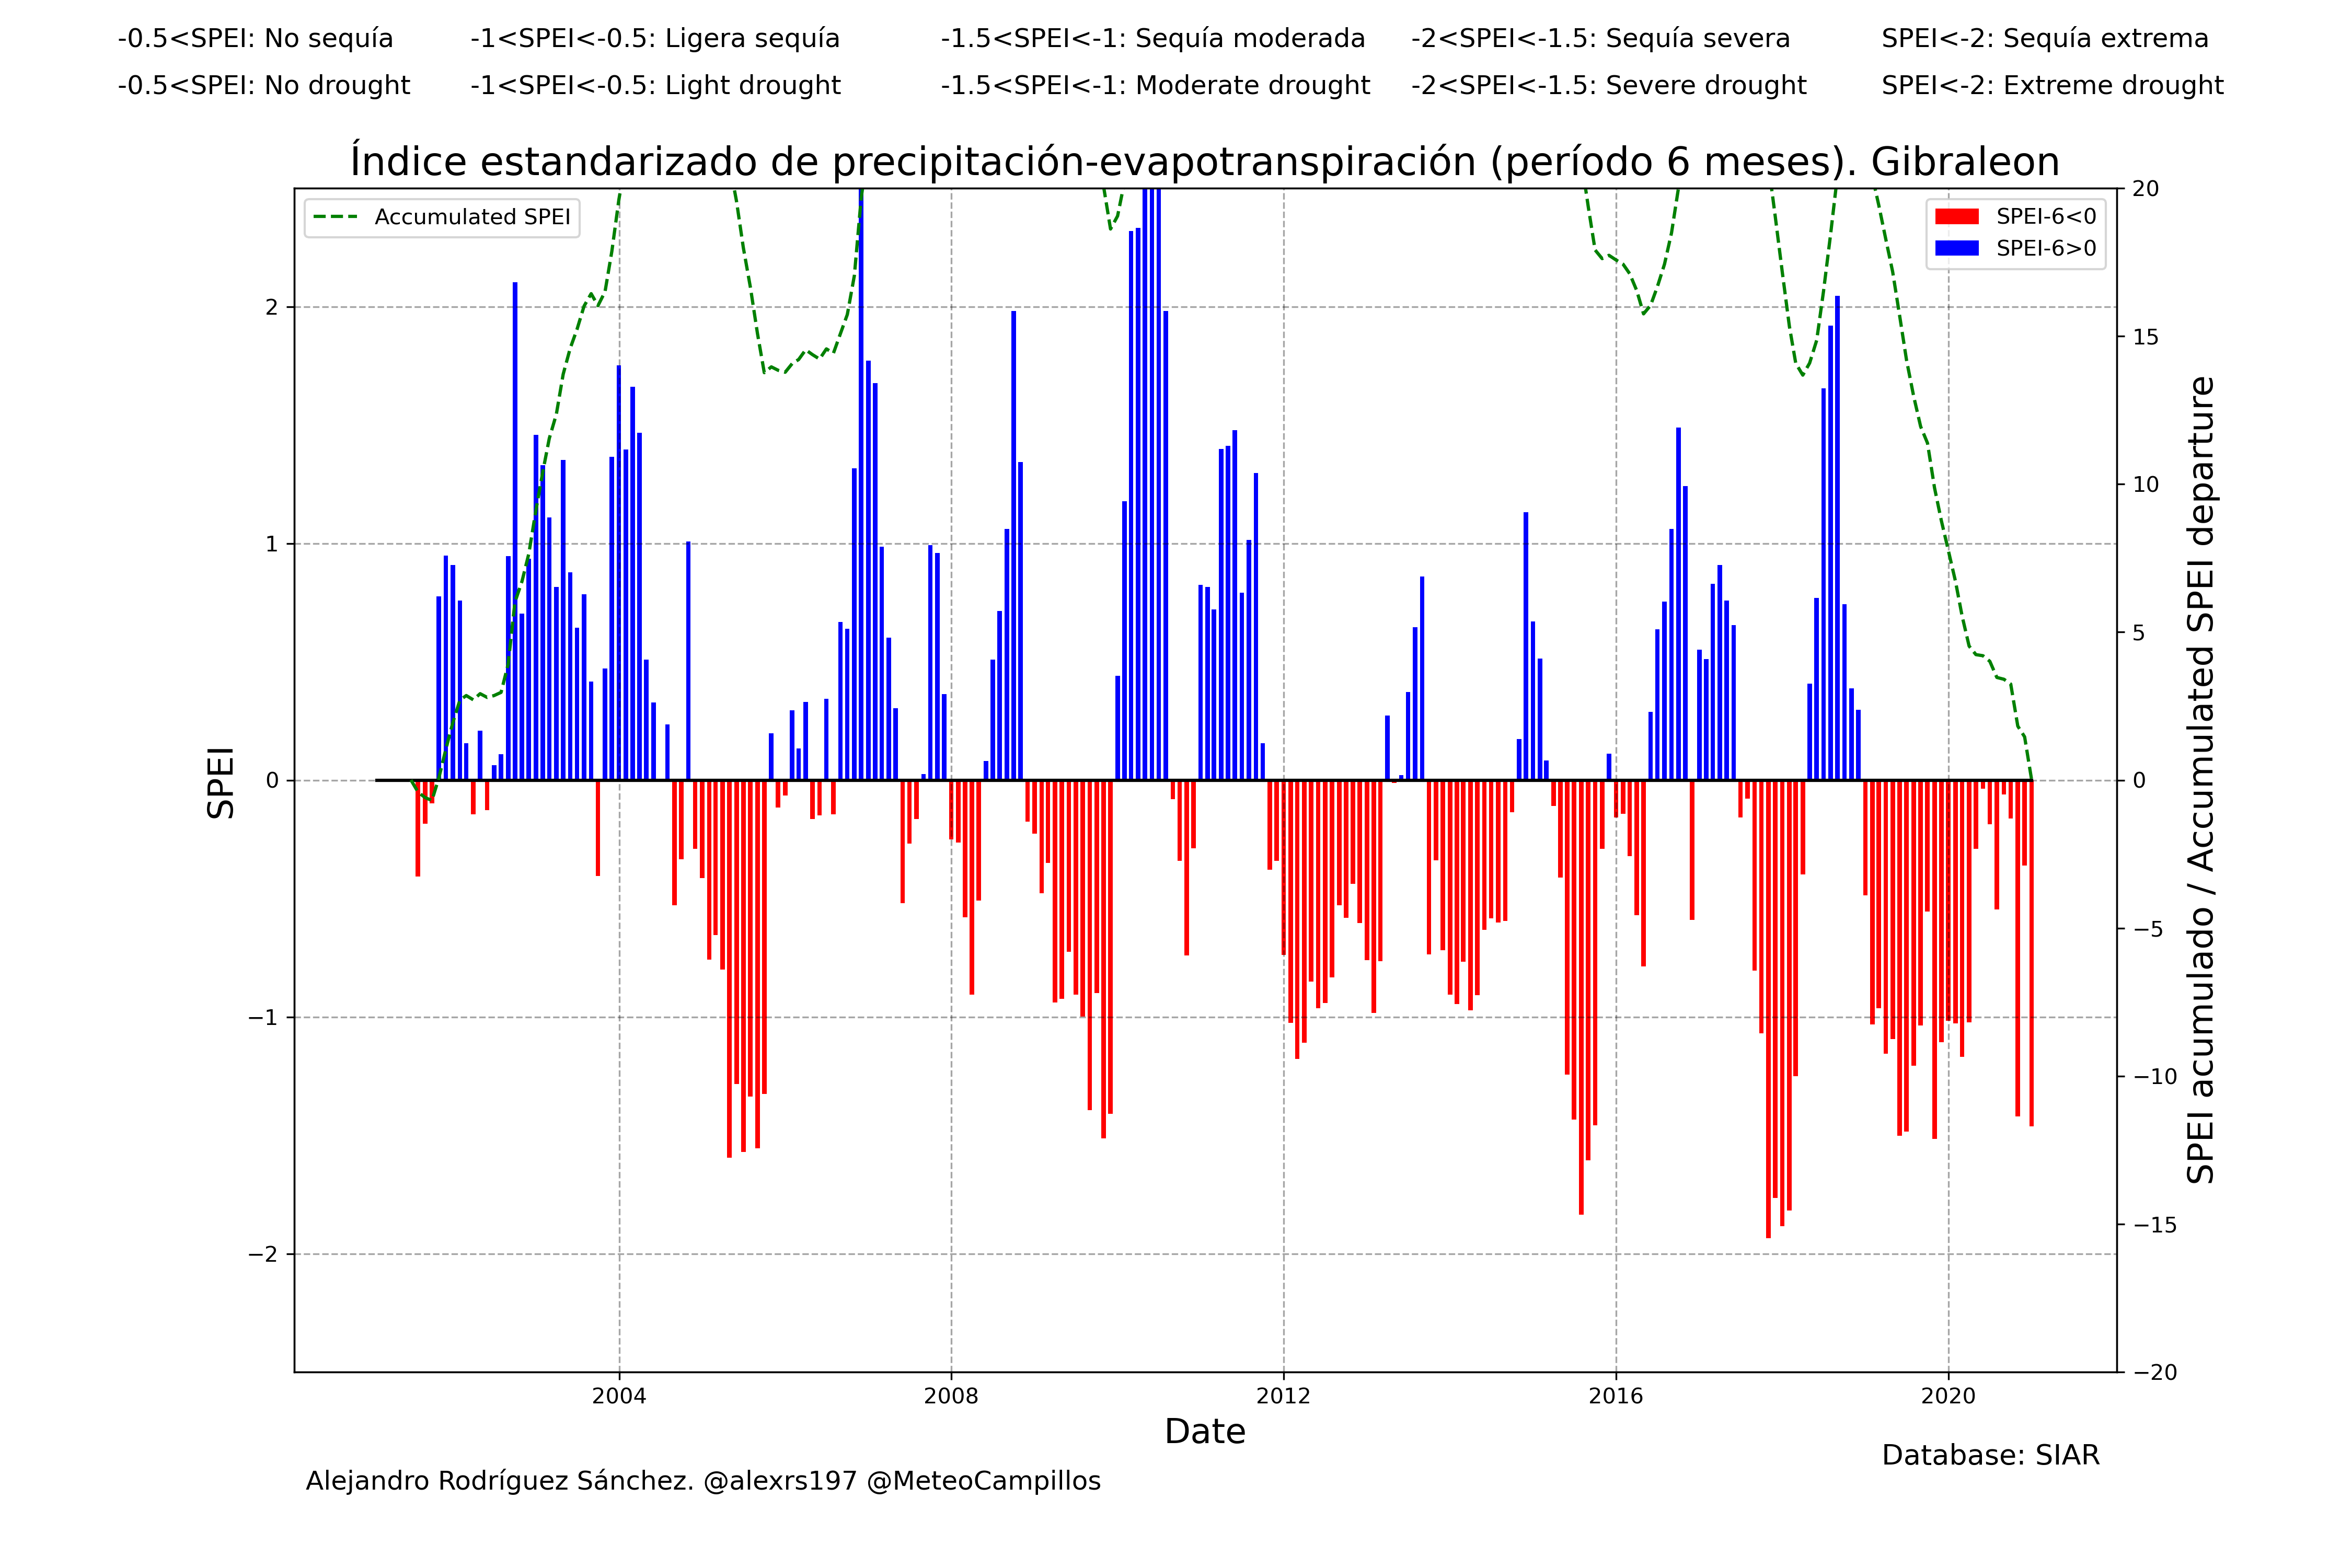 -0.5<SPEI: No sequía -1<SPEI<-0.5: Ligera sequía -1.5<SPEI<-1: Sequía moderada -2<SPEI<-1.5: Sequía severa SPEI<-2: Sequía extrema
-0.5<SPEI: No drought -1<SPEI<-0.5: Light drought -1.5<SPEI<-1: Moderate drought -2<SPEI<-1.5: Severe drought SPEI<-2: Extreme drought
Índice estandarizado de precipitación-evapotranspiración (período 6 meses). Gibraleon
Accumulated SPEI
SPEI-6<0
SPEI-6>0
SPEI
2
1
0
−1
−2
20
15
10
5
0
−5
−10
−15
−20
SPEI acumulado / Accumulated SPEI departure
2004 2008 2012 2016 2020
Date
Database: SIAR
Alejandro Rodríguez Sánchez. @alexrs197 @MeteoCampillos